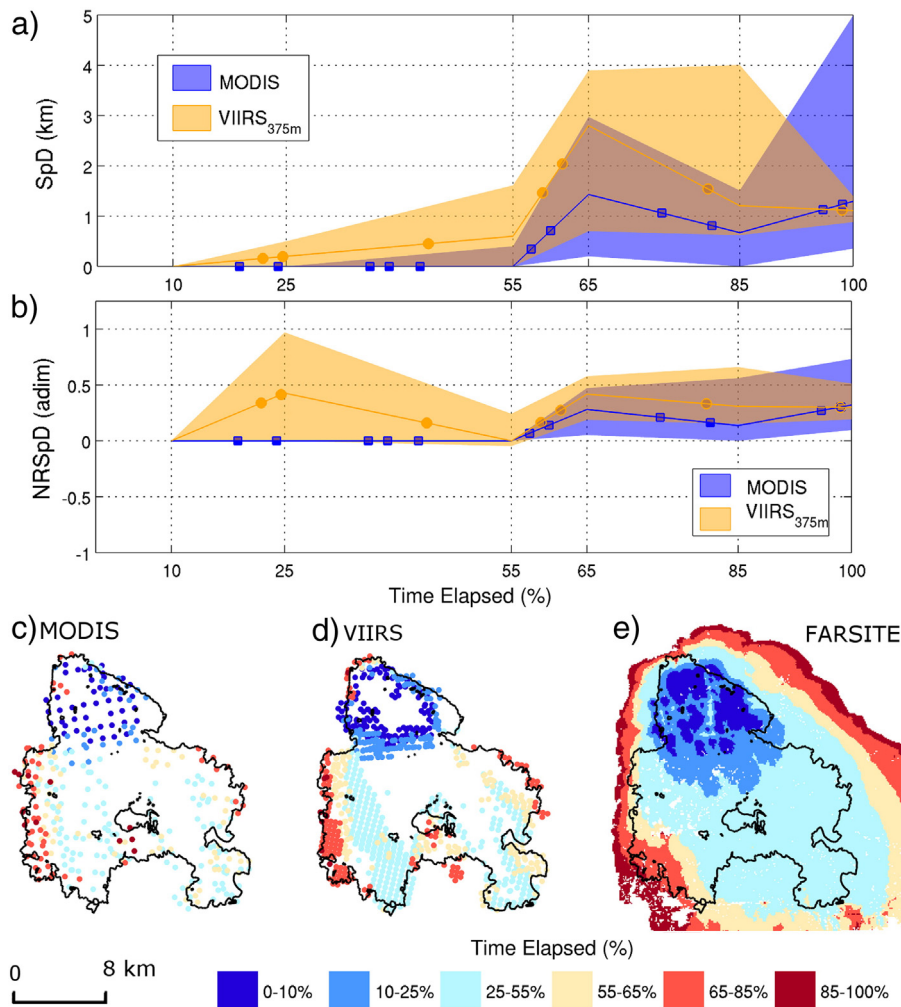 a)
SpD (km)
5
4
3
2
1
0
MODIS
VIIRS375m
10 25 55 65 85 100
b)
NRSpD (adim)
1
0.5
0
-0.5
-1
MODIS
VIIRS375m
10 25 55 65 85 100
Time Elapsed (%)
c) MODIS d) VIIRS e) FARSITE
Time Elapsed (%)
0 8 km
0-10% 10-25% 25-55% 55-65% 65-85% 85-100%